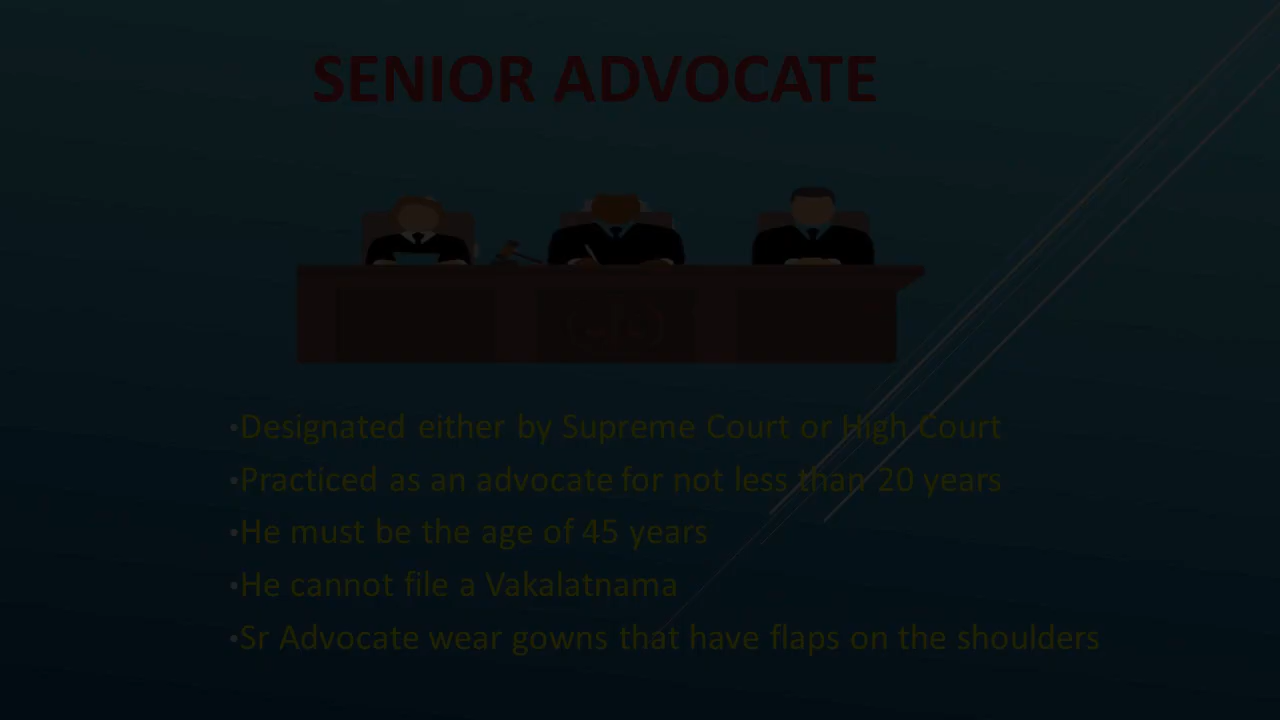 SENIOR ADVOCATE
•Designated either by Supreme Court or High Court
•Practiced as an advocate for not less than 20 years
•He must be the age of 45 years
•He cannot file a Vakalatnama
•Sr Advocate wear gowns that have flaps on the shoulders